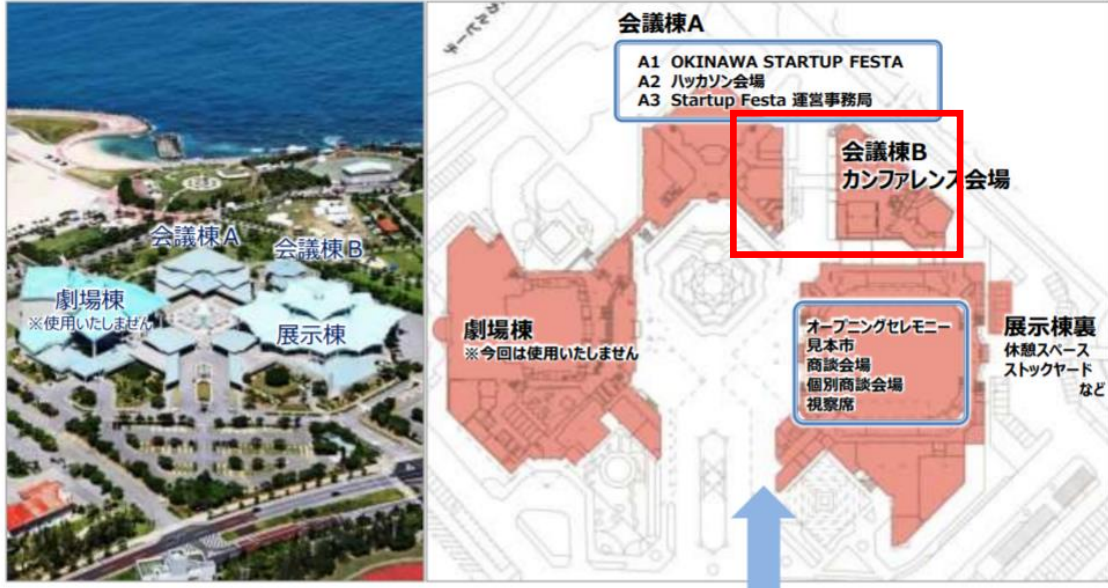 会議棟A
会議棟B
劇場棟
※使用いたしません
展示棟
会議棟A
A1 OKINAWA STARTUP FESTA
A2 ハッカソン会場
A3 Startup Festa 運営事務局
会議棟B
カンファレンス会場
劇場棟
※今回は使用いたしません
オープニングセレモニー
見本市
商談会場
個別商談会場
視察席
展示棟裏
休憩スペース
ストックヤード
など